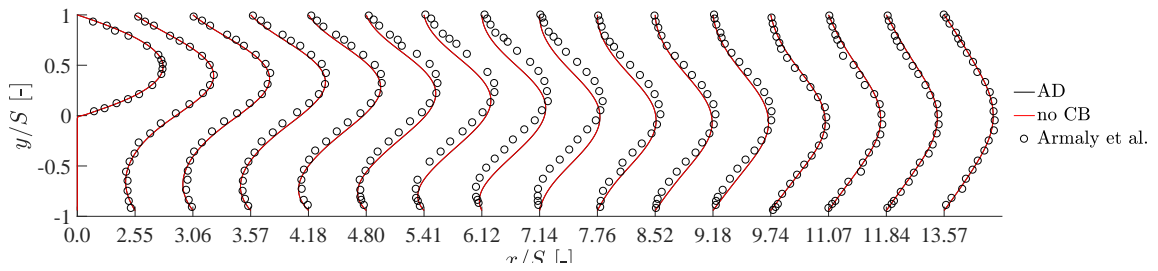 1
0.5
0
-0.5
-1
y/S [-]
0.0 2.55 3.06 3.57 4.18 4.80 5.41 6.12 7.14 7.76 8.52 9.18 9.74 11.07 11.84 13.57
x/S [-]
AD
no CB
Armaly et al.